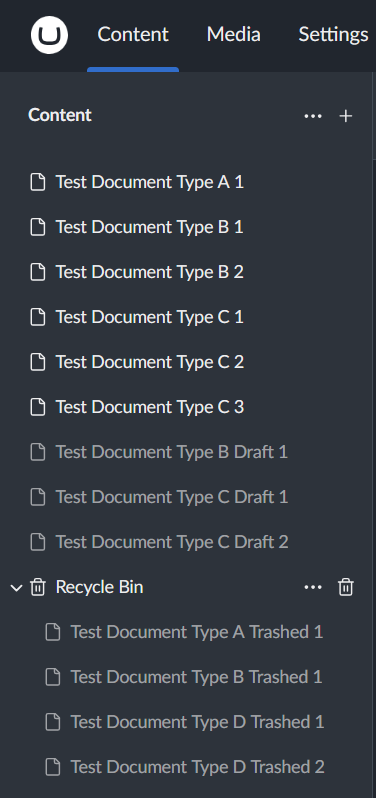 Content Media Settings
Content
Test Document Type A 1
Test Document Type B 1
Test Document Type B 2
Test Document Type C 1
Test Document Type C 2
Test Document Type C 3
Test Document Type B Draft 1
Test Document Type C Draft 1
Test Document Type C Draft 2
Recycle Bin
Test Document Type A Trashed 1
Test Document Type B Trashed 1
Test Document Type D Trashed 1
Test Document Type D Trashed 2